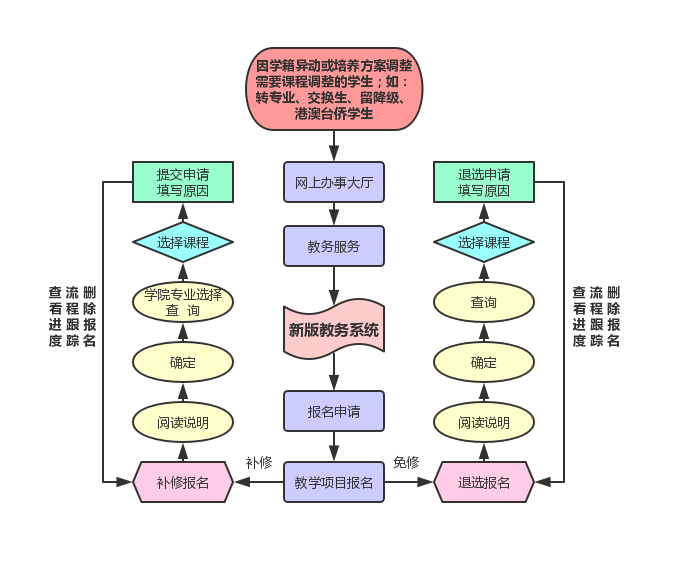 因学籍异动或培养方案调整
需要课程调整的学生；如：
转专业、交换生、留降级、
港澳台侨学生
提交申请
填写原因
网上办事大厅
退选申请
填写原因
选择课程
教务服务
选择课程
学院专业选择
查 询
查询
新版教务系统
查 流 删
看 程 除
进 跟 报
度 踪 名
查 流 删
看 程 除
进 跟 报
度 踪 名
确定
确定
阅读说明
报名申请
阅读说明
补修
免修
补修报名
教学项目报名
退选报名